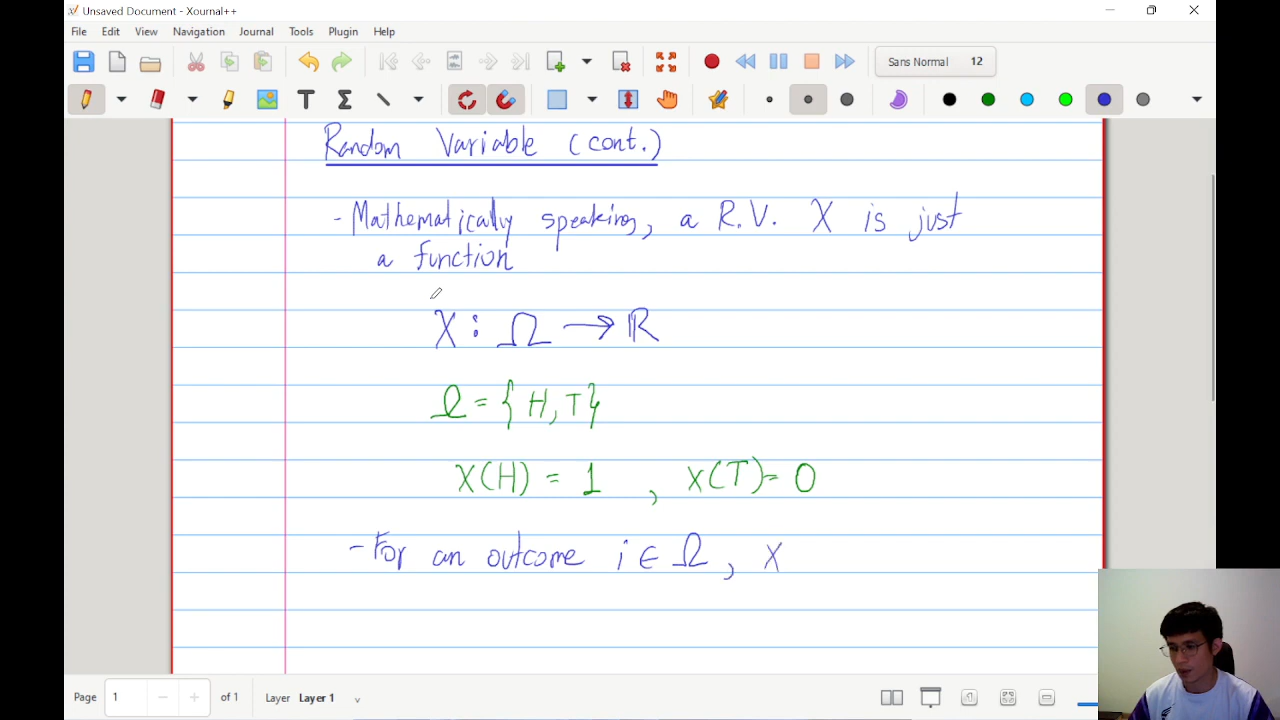 Unsaved Document - Xournal++
File Edit View Navigation Journal Tools Plugin Help
Sans Normal 12
Random Variable (cont.)
- Mathematically speaking, a R.V. X is just
a function
X : Ω → ℝ
Ω = { H, T }
X(H) = 1 , X(T) = 0
- For an outcome i ∈ Ω, X
Page 1 of 1 Layer Layer 1